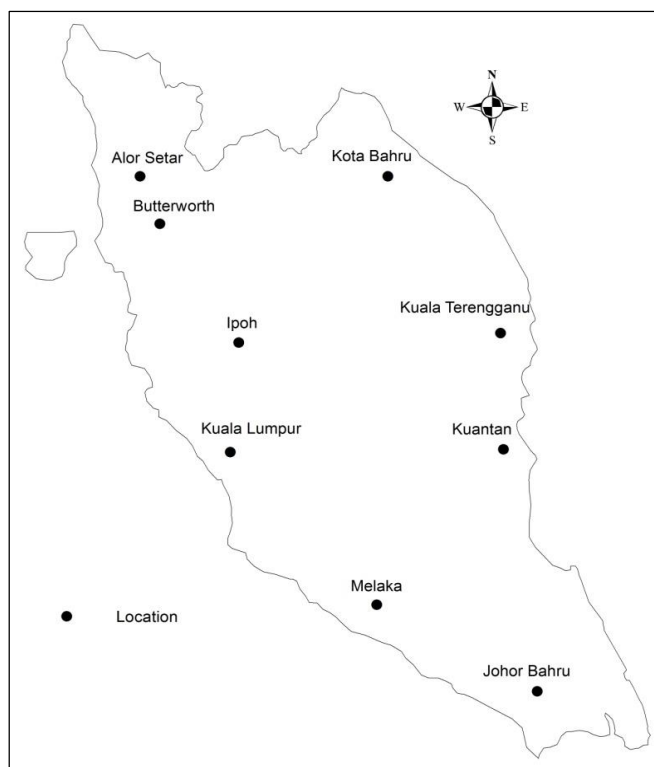 N
W E
S
Alor Setar
Kota Bahru
Butterworth
Kuala Terengganu
Ipoh
Kuala Lumpur
Kuantan
Melaka
Location
Johor Bahru